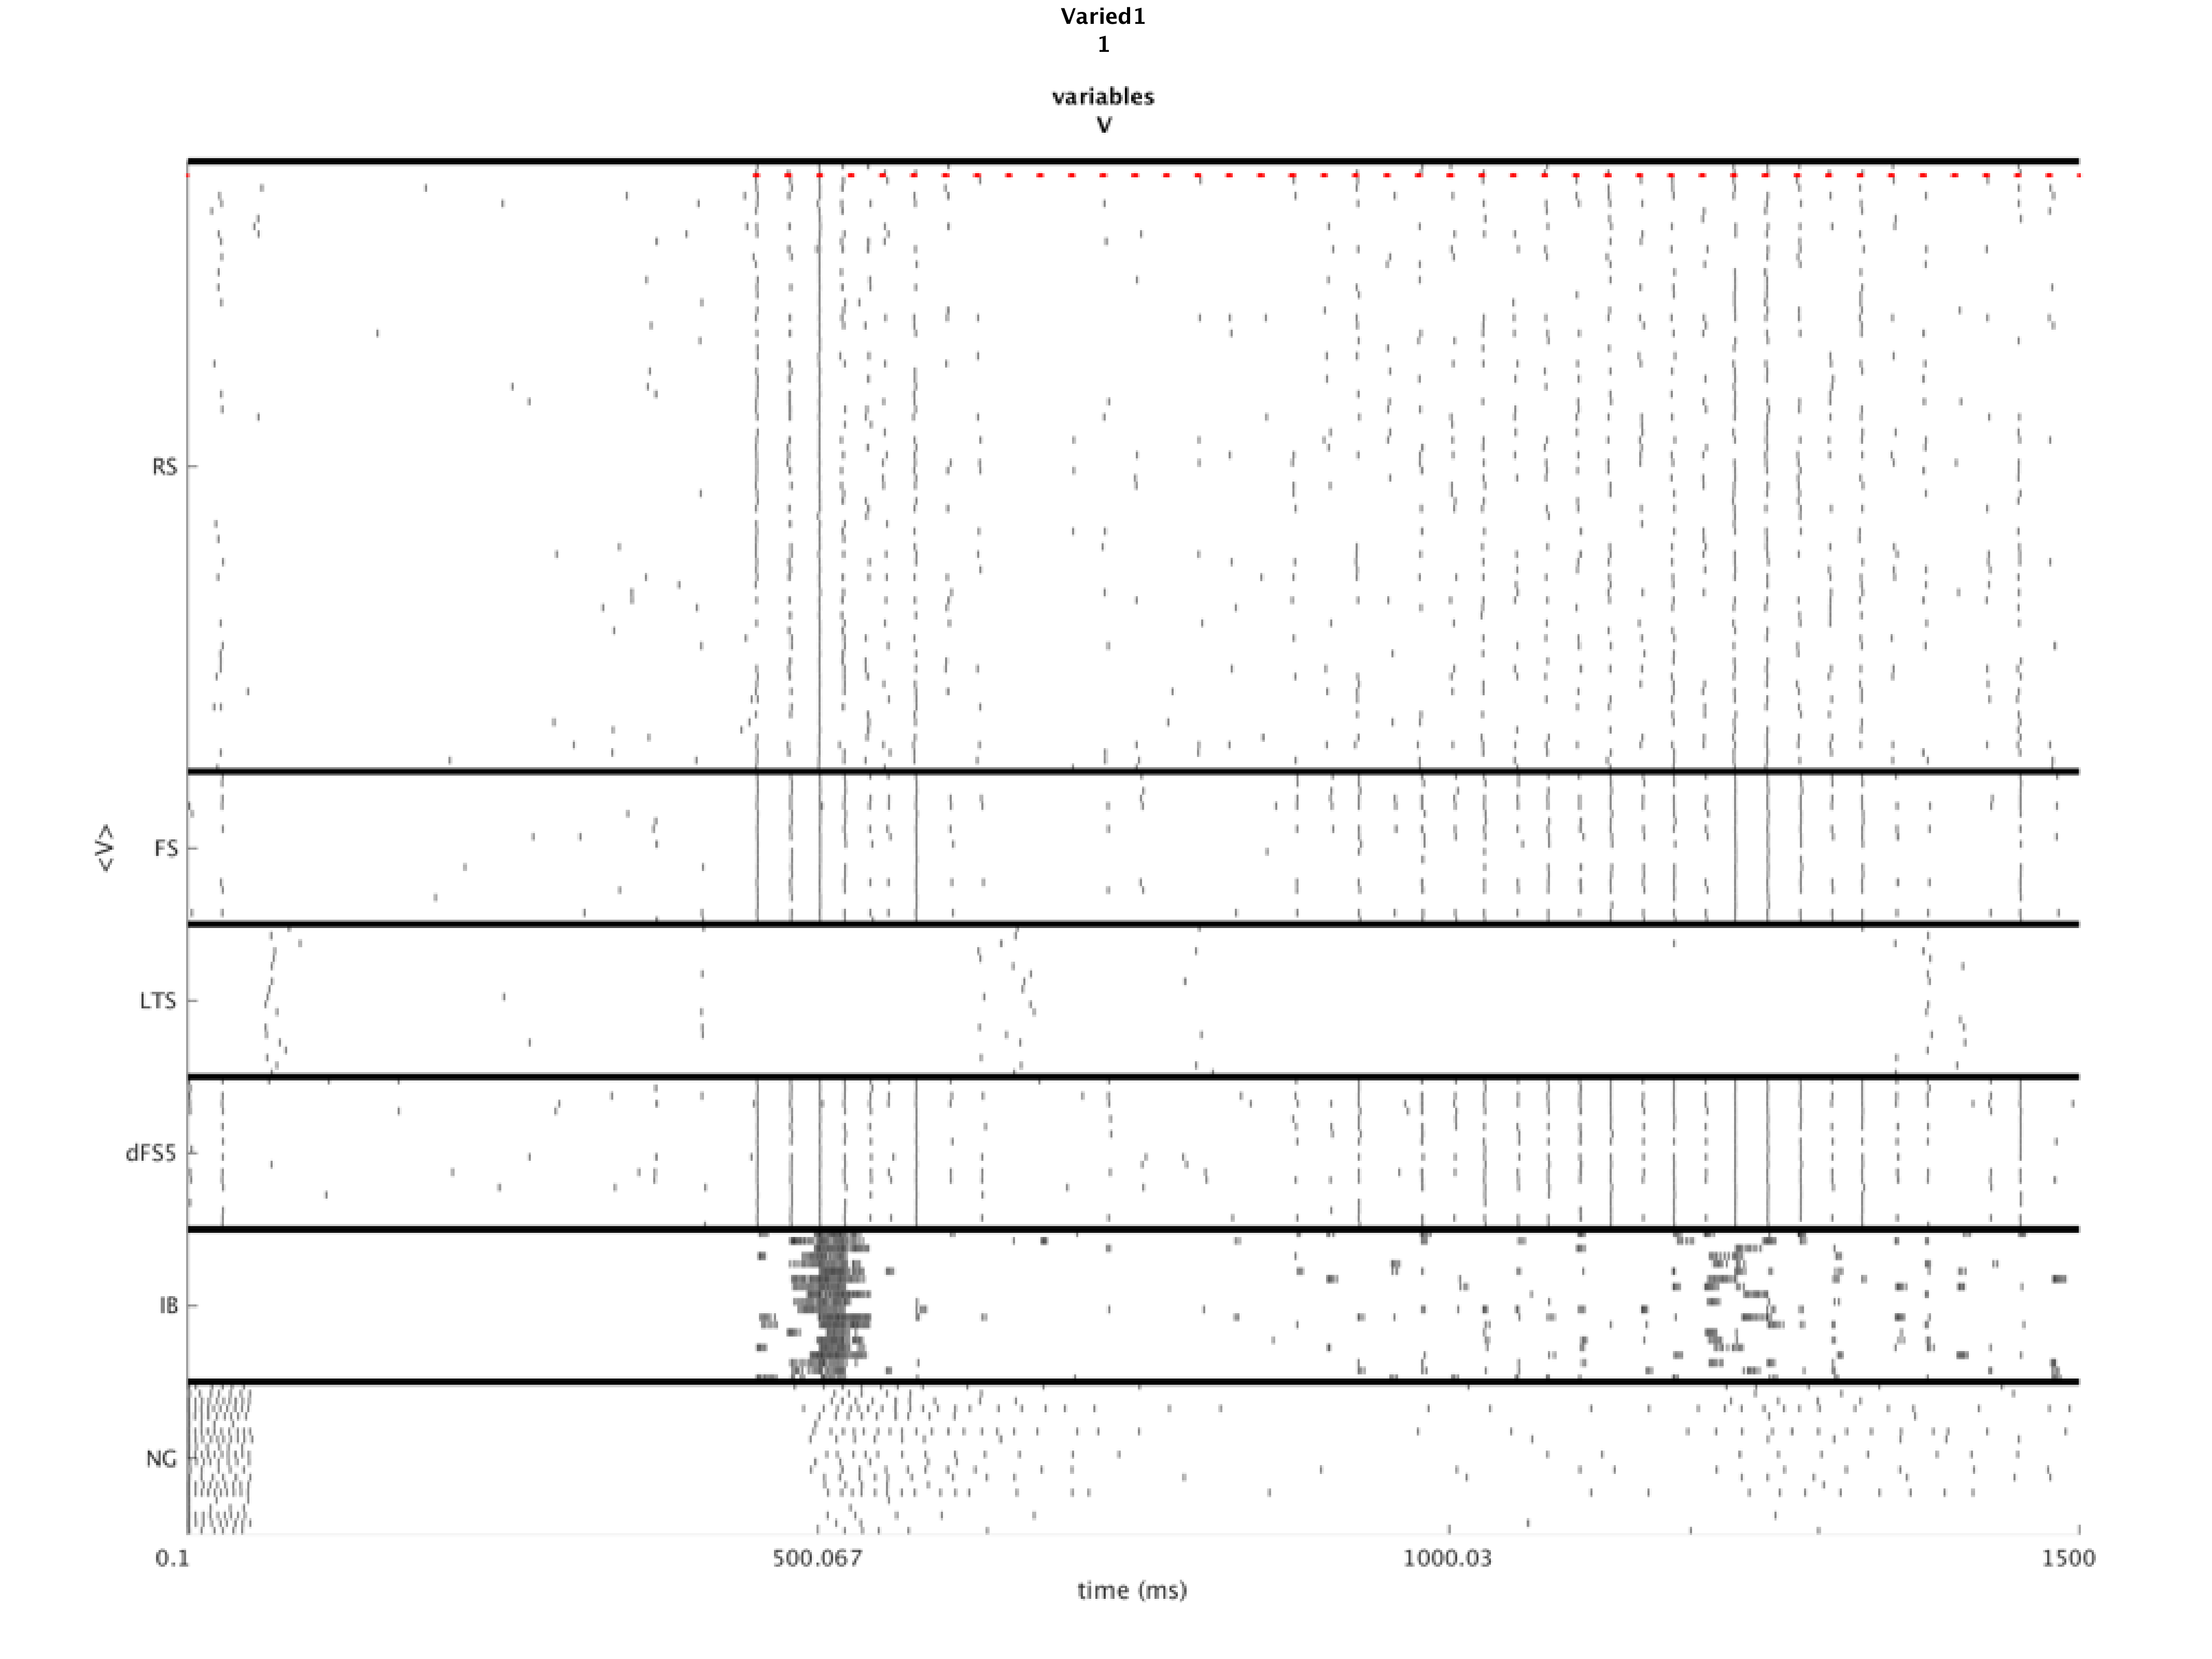 Varied1
1
variables
V
RS
FS
<V>
LTS
dFS5
IB
NG
0.1
500.067
1000.03
1500
time (ms)